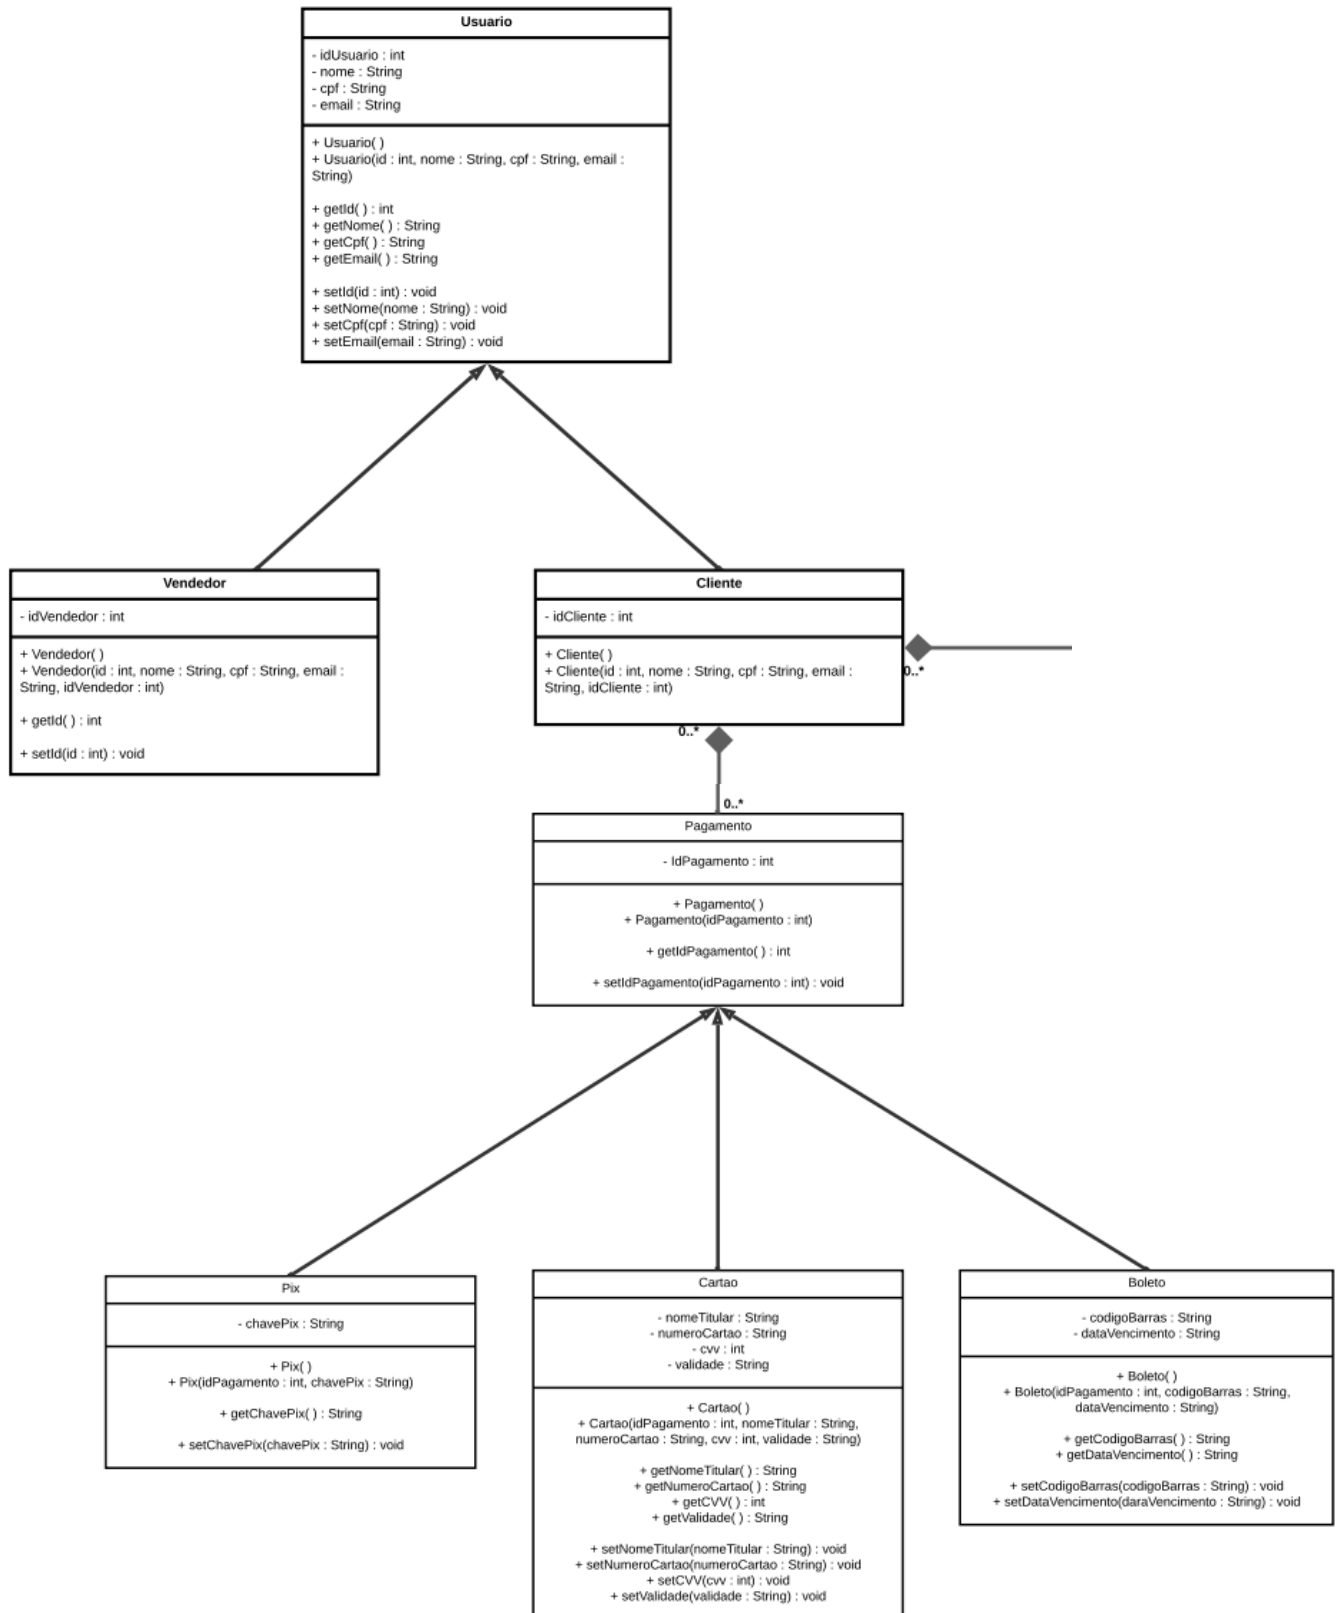 Usuario
- idUsuario : int
- nome : String
- cpf : String
- email : String
+ Usuario( )
+ Usuario(id : int, nome : String, cpf : String, email :
String)
+ getId( ) : int
+ getNome( ) : String
+ getCpf( ) : String
+ getEmail( ) : String
+ setId(id : int) : void
+ setNome(nome : String) : void
+ setCpf(cpf : String) : void
+ setEmail(email : String) : void
Vendedor
- idVendedor : int
+ Vendedor( )
+ Vendedor(id : int, nome : String, cpf : String, email :
String, idVendedor : int)
+ getId( ) : int
+ setId(id : int) : void
Cliente
- idCliente : int
+ Cliente( )
+ Cliente(id : int, nome : String, cpf : String, email :
String, idCliente : int)
0..*
0..*
0..*
Pagamento
- IdPagamento : int
+ Pagamento( )
+ Pagamento(idPagamento : int)
+ getIdPagamento( ) : int
+ setIdPagamento(idPagamento : int) : void
Pix
- chavePix : String
+ Pix( )
+ Pix(idPagamento : int, chavePix : String)
+ getChavePix( ) : String
+ setChavePix(chavePix : String) : void
Cartao
- nomeTitular : String
- numeroCartao : String
- cvv : int
- validade : String
+ Cartao( )
+ Cartao(idPagamento : int, nomeTitular : String,
numeroCartao : String, cvv : int, validade : String)
+ getNomeTitular( ) : String
+ getNumeroCartao( ) : String
+ getCVV( ) : int
+ getValidade( ) : String
+ setNomeTitular(nomeTitular : String) : void
+ setNumeroCartao(numeroCartao : String) : void
+ setCVV(cvv : int) : void
+ setValidade(validade : String) : void
Boleto
- codigoBarras : String
- dataVencimento : String
+ Boleto( )
+ Boleto(idPagamento : int, codigoBarras : String,
dataVencimento : String)
+ getCodigoBarras( ) : String
+ getDataVencimento( ) : String
+ setCodigoBarras(codigoBarras : String) : void
+ setDataVencimento(daraVencimento : String) : void